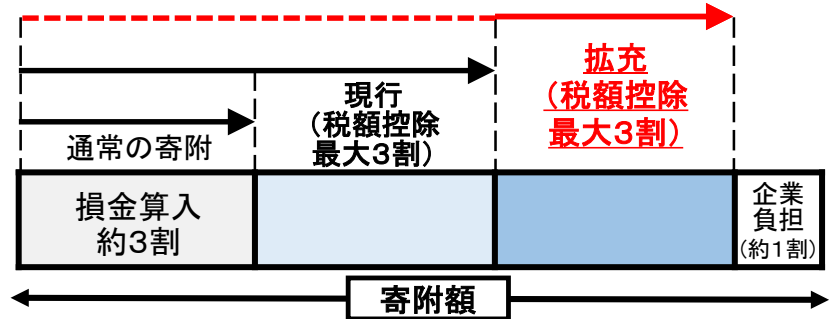 拡充
(税額控除
最大3割)
現行
(税額控除
最大3割)
通常の寄附
損金算入
約3割
企業
負担
(約1割)
寄附額